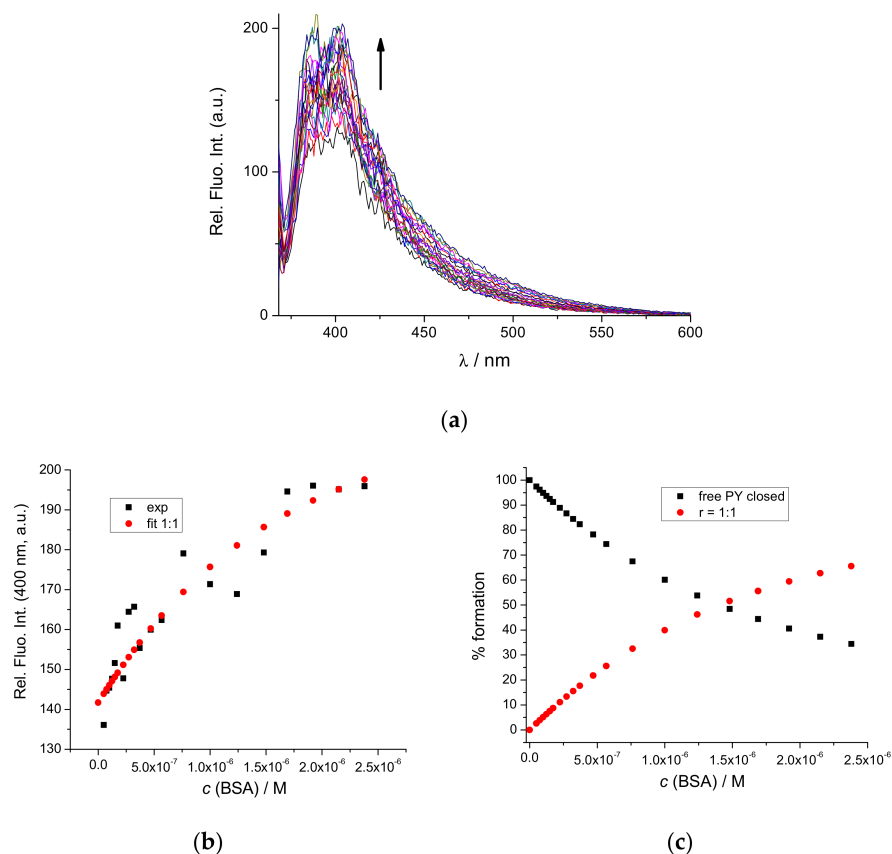 200
100
0
Rel. Fluo. Int. (a.u.)
400 450 500 550 600
λ / nm
(a)
200
190
180
170
160
150
140
130
Rel. Fluo. Int. (400 nm, a.u.)
exp
fit 1:1
0.0 5.0x10⁻⁷ 1.0x10⁻⁶ 1.5x10⁻⁶ 2.0x10⁻⁶ 2.5x10⁻⁶
c (BSA) / M
(b)
100
90
80
70
60
50
40
30
20
10
0
% formation
free PY closed
r = 1:1
0.0 5.0x10⁻⁷ 1.0x10⁻⁶ 1.5x10⁻⁶ 2.0x10⁻⁶ 2.5x10⁻⁶
c (BSA) / M
(c)